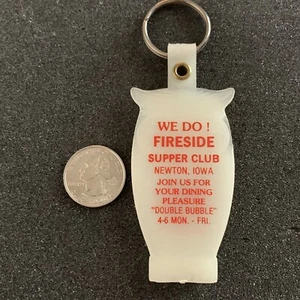 WE DO !
FIRESIDE
SUPPER CLUB
NEWTON, IOWA
JOIN US FOR
YOUR DINING
PLEASURE
"DOUBLE BUBBLE"
4-6 MON. - FRI.